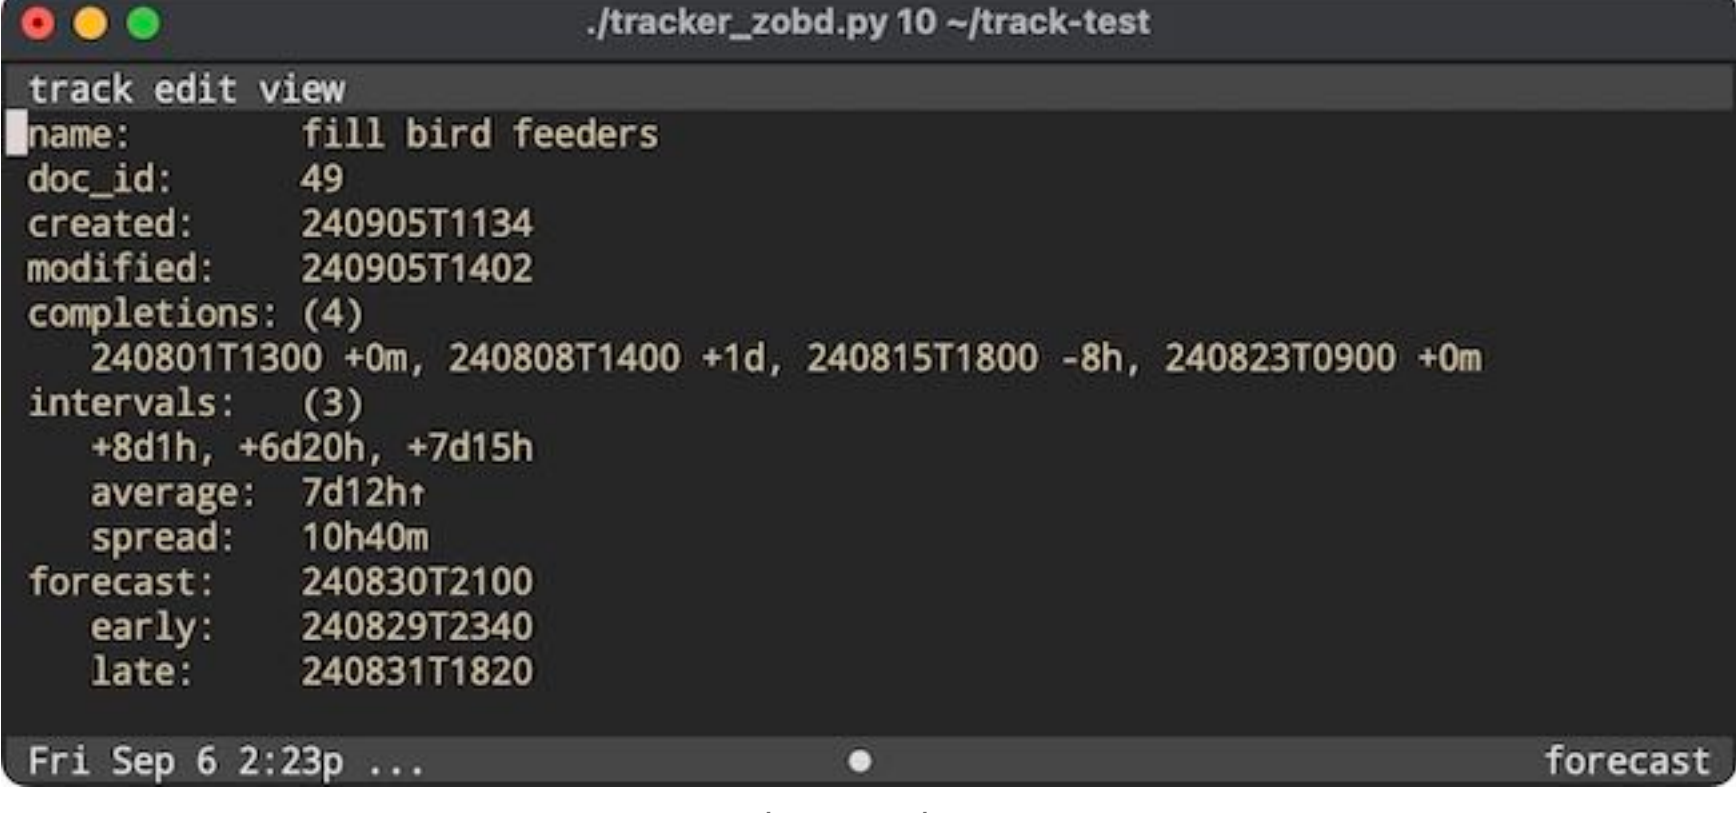 ./tracker_zobd.py 10 ~/track-test
track edit view
name: fill bird feeders
doc_id: 49
created: 240905T1134
modified: 240905T1402
completions: (4)
240801T1300 +0m, 240808T1400 +1d, 240815T1800 -8h, 240823T0900 +0m
intervals: (3)
+8d1h, +6d20h, +7d15h
average: 7d12h↑
spread: 10h40m
forecast: 240830T2100
early: 240829T2340
late: 240831T1820
Fri Sep 6 2:23p ... ● forecast